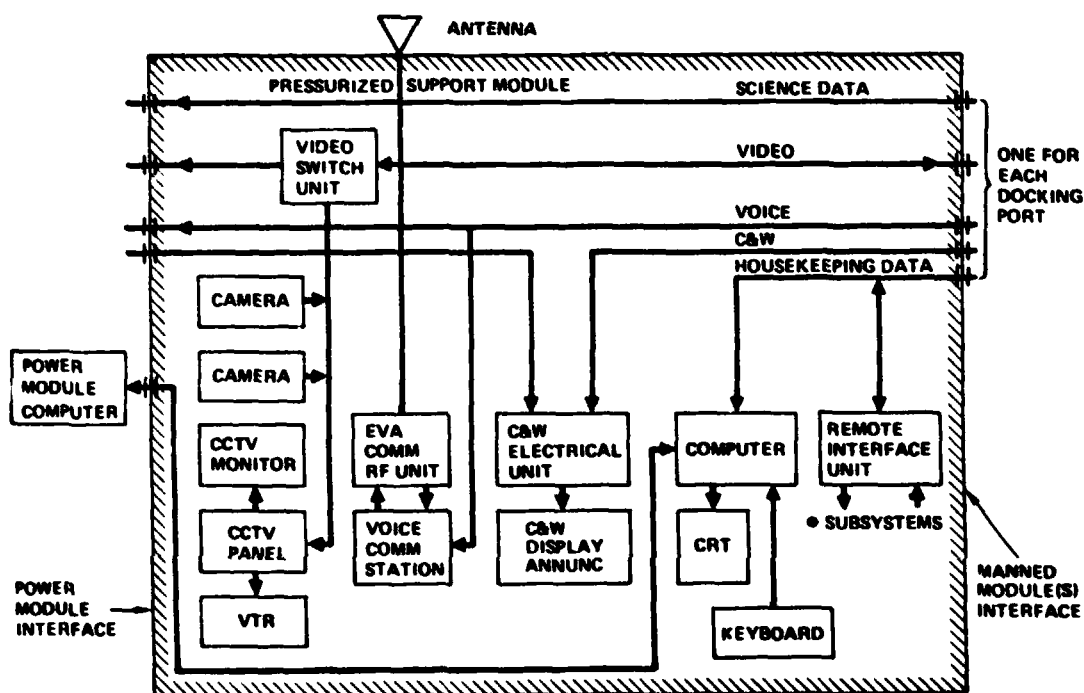 ANTENNA
PRESSURIZED SUPPORT MODULE
SCIENCE DATA
VIDEO
SWITCH
UNIT
VIDEO
ONE FOR
EACH
DOCKING
PORT
VOICE
C&W
HOUSEKEEPING DATA
CAMERA
CAMERA
POWER
MODULE
COMPUTER
CCTV
MONITOR
EVA
COMM
RF UNIT
C&W
ELECTRICAL
UNIT
COMPUTER
REMOTE
INTERFACE
UNIT
CCTV
PANEL
VOICE
COMM
STATION
C&W
DISPLAY
ANNUNC
CRT
● SUBSYSTEMS
VTR
KEYBOARD
POWER
MODULE
INTERFACE
MANNED
MODULE(S)
INTERFACE